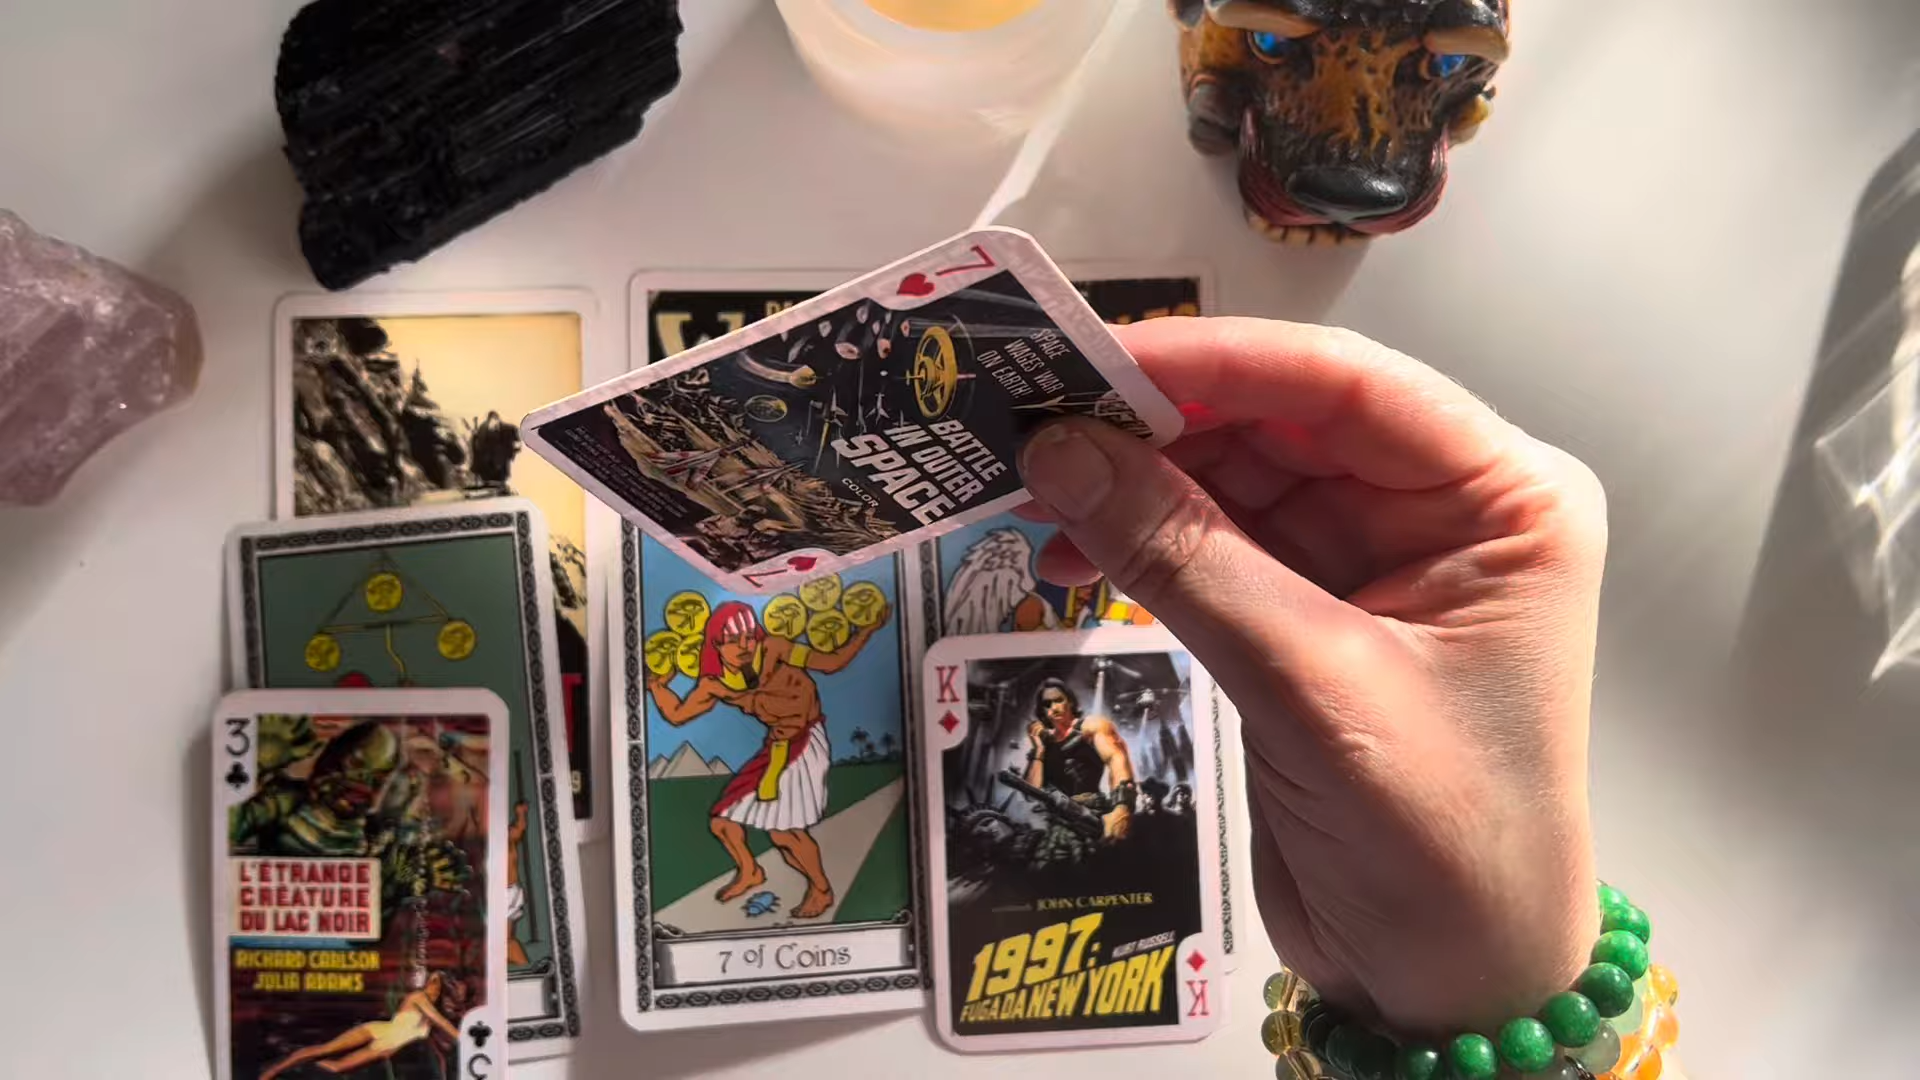 7
SPACE
WAGES WAR
ON EARTH!
BATTLE
IN OUTER
SPACE
COLOR
7
3
L'ÉTRANGE
CRÉATURE
DU LAC NOIR
RICHARD CARLSON
JULIA ADAMS
3
7 of Coins
K
JOHN CARPENTER
1997:
KURT RUSSELL
FUGA DA NEW YORK
K